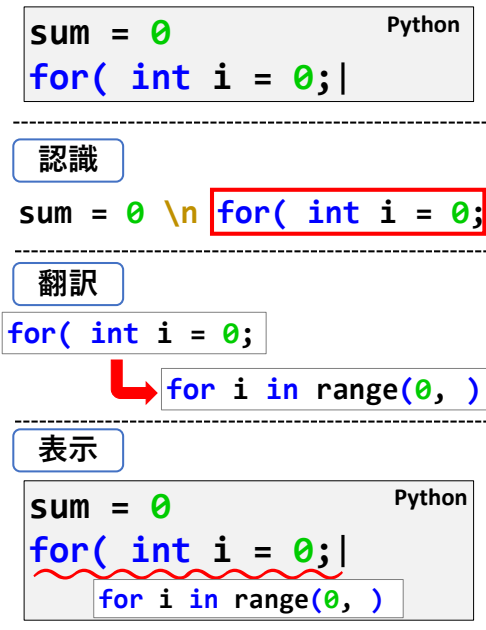 sum = 0
Python
for( int i = 0;|
認識
sum = 0 \n for( int i = 0;
翻訳
for( int i = 0;
for i in range(0, )
表示
sum = 0
Python
for( int i = 0;|
for i in range(0, )